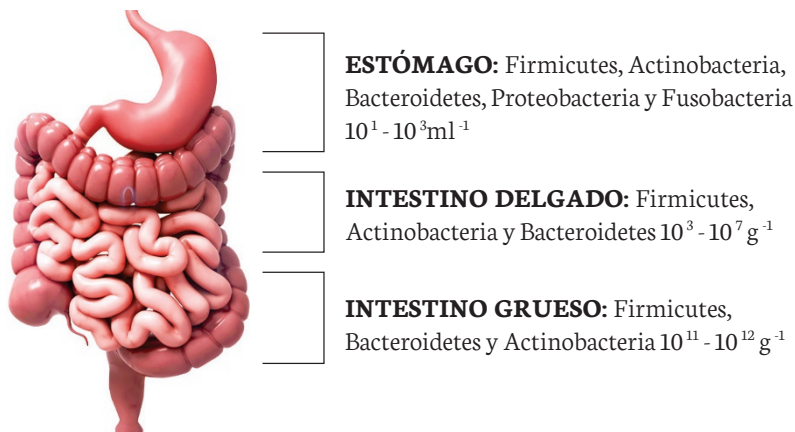 ESTÓMAGO: Firmicutes, Actinobacteria,
Bacteroidetes, Proteobacteria y Fusobacteria
10¹ - 10³ml⁻¹
INTESTINO DELGADO: Firmicutes,
Actinobacteria y Bacteroidetes 10³ - 10⁷ g⁻¹
INTESTINO GRUESO: Firmicutes,
Bacteroidetes y Actinobacteria 10¹¹ - 10¹² g⁻¹